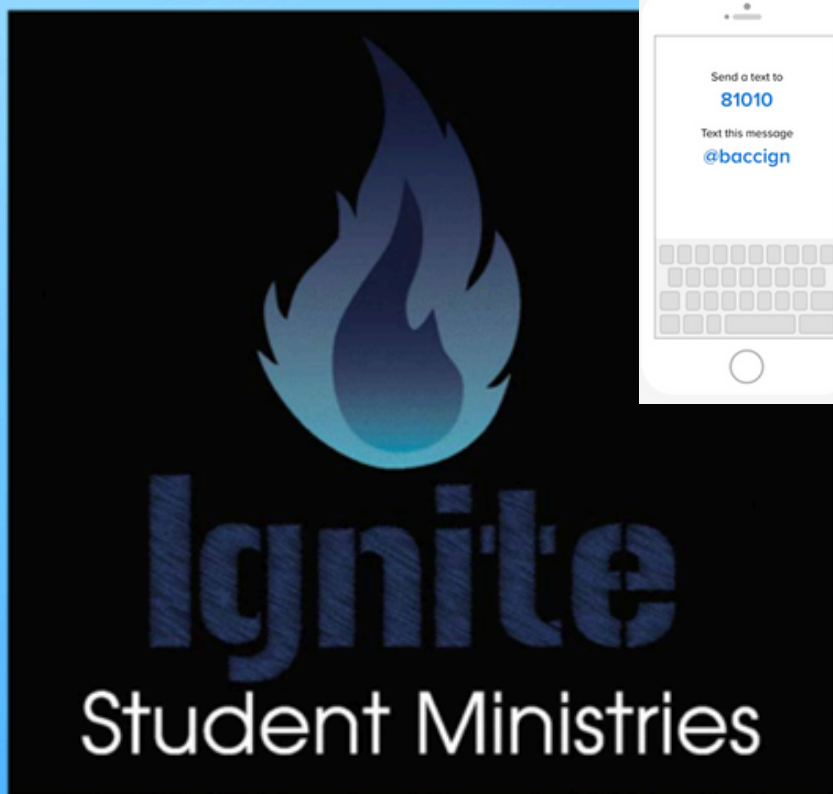 Send a text to
81010
Text this message
@baccign
Ignite
Student Ministries